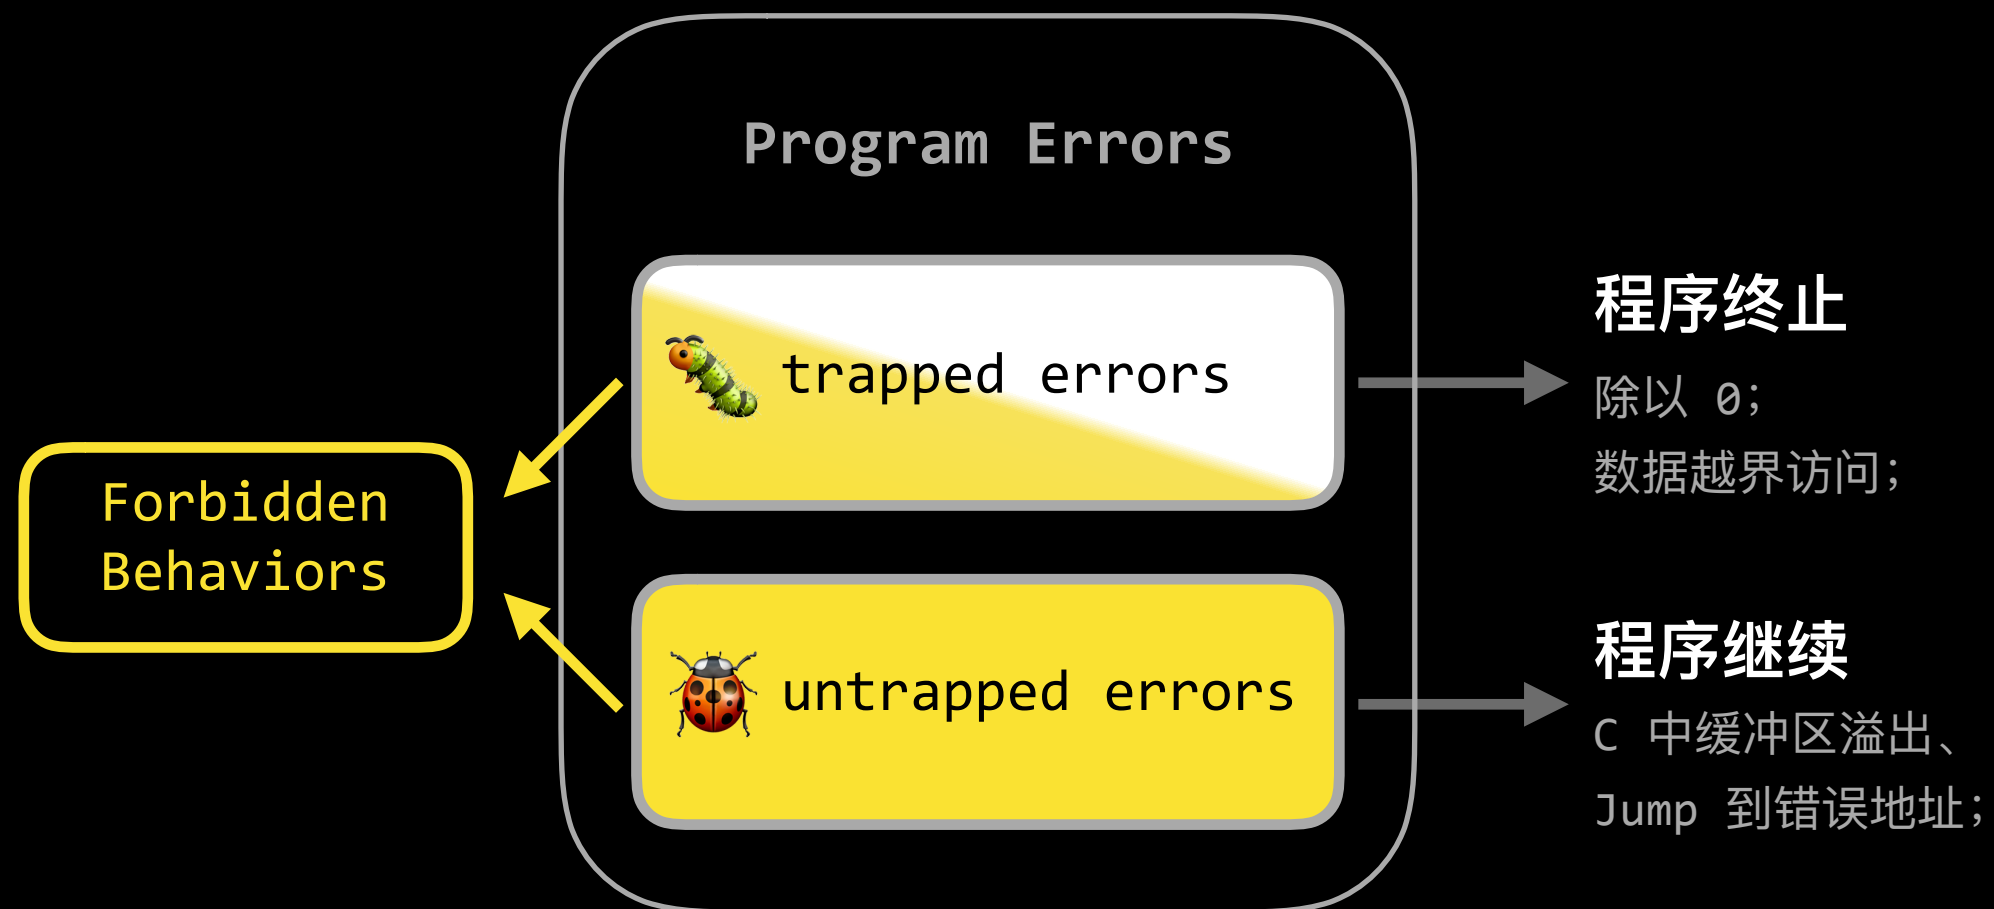 Program Errors
trapped errors
程序终止
除以 0;
数据越界访问;
Forbidden
Behaviors
untrapped errors
程序继续
C 中缓冲区溢出、
Jump 到错误地址;